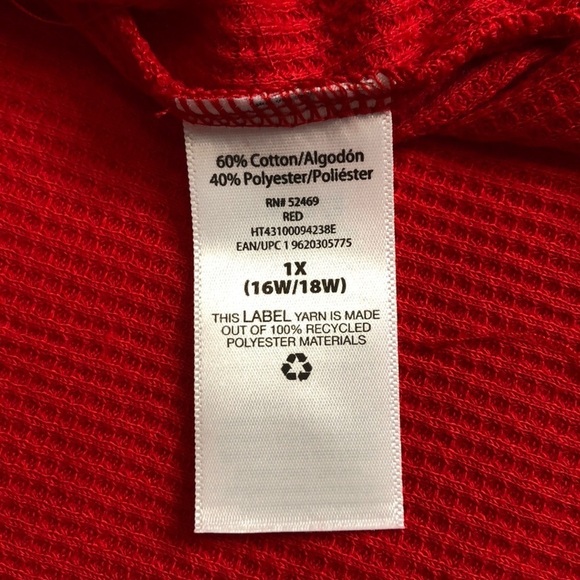 60% Cotton/Algodón
40% Polyester/Poliéster
RN# 52469
RED
HT43100094238E
EAN/UPC 1 9620305775
1X
(16W/18W)
THIS LABEL YARN IS MADE
OUT OF 100% RECYCLED
POLYESTER MATERIALS